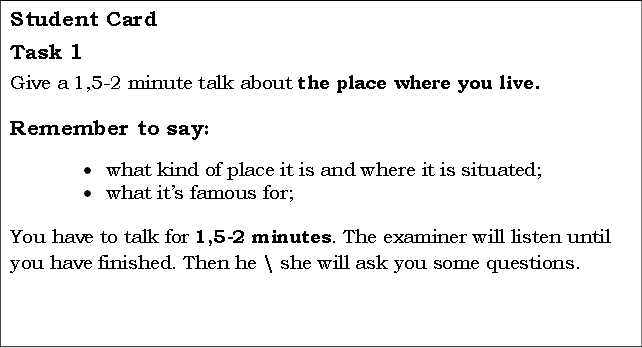 Student Card
Task 1
Give a 1,5-2 minute talk about the place where you live.
Remember to say:
• what kind of place it is and where it is situated;
• what it’s famous for;
You have to talk for 1,5-2 minutes. The examiner will listen until
you have finished. Then he \ she will ask you some questions.